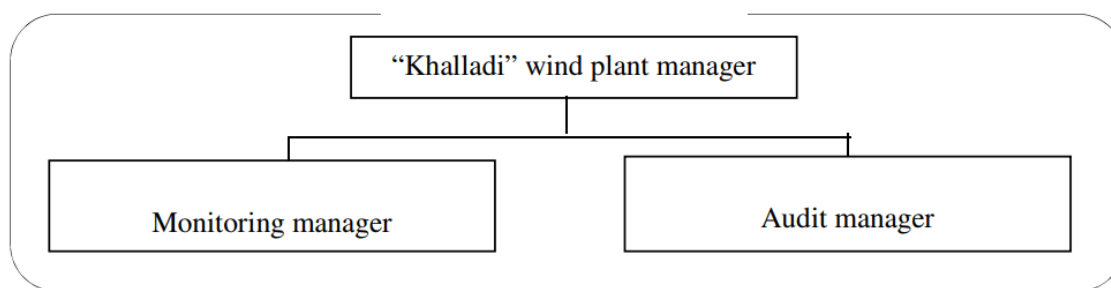 “Khalladi” wind plant manager
Monitoring manager
Audit manager